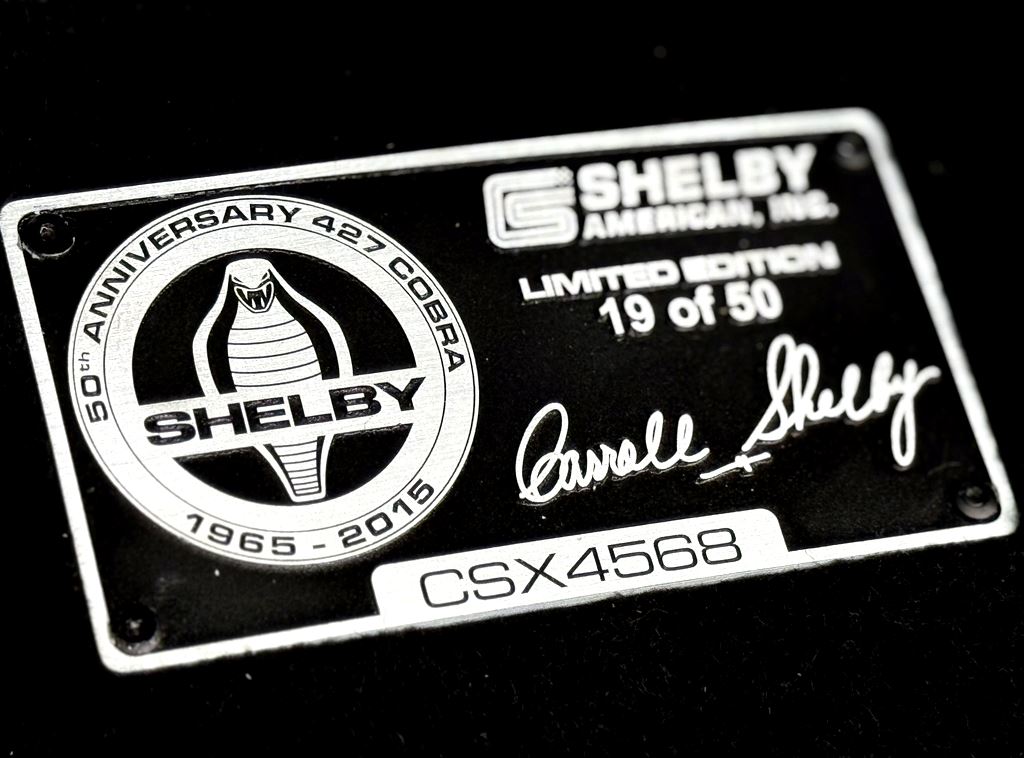 50th ANNIVERSARY 427 COBRA
SHELBY
1965 - 2015
SHELBY
AMERICAN, INC.
LIMITED EDITION
19 of 50
Carroll Shelby
CSX4568